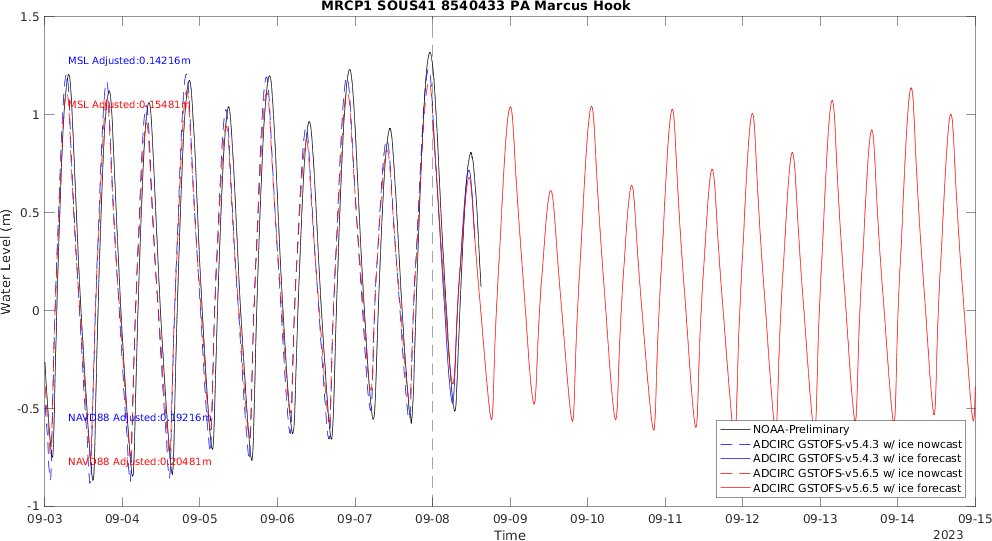 MRCP1 SOUS41 8540433 PA Marcus Hook
1.5
1
0.5
0
-0.5
-1
Water Level (m)
MSL Adjusted:0.14216m
MSL Adjusted:0.15481m
NAVD88 Adjusted:0.19216m
NAVD88 Adjusted:0.20481m
NOAA-Preliminary
ADCIRC GSTOFS-v5.4.3 w/ ice nowcast
ADCIRC GSTOFS-v5.4.3 w/ ice forecast
ADCIRC GSTOFS-v5.6.5 w/ ice nowcast
ADCIRC GSTOFS-v5.6.5 w/ ice forecast
09-03 09-04 09-05 09-06 09-07 09-08 09-09 09-10 09-11 09-12 09-13 09-14 09-15
Time
2023